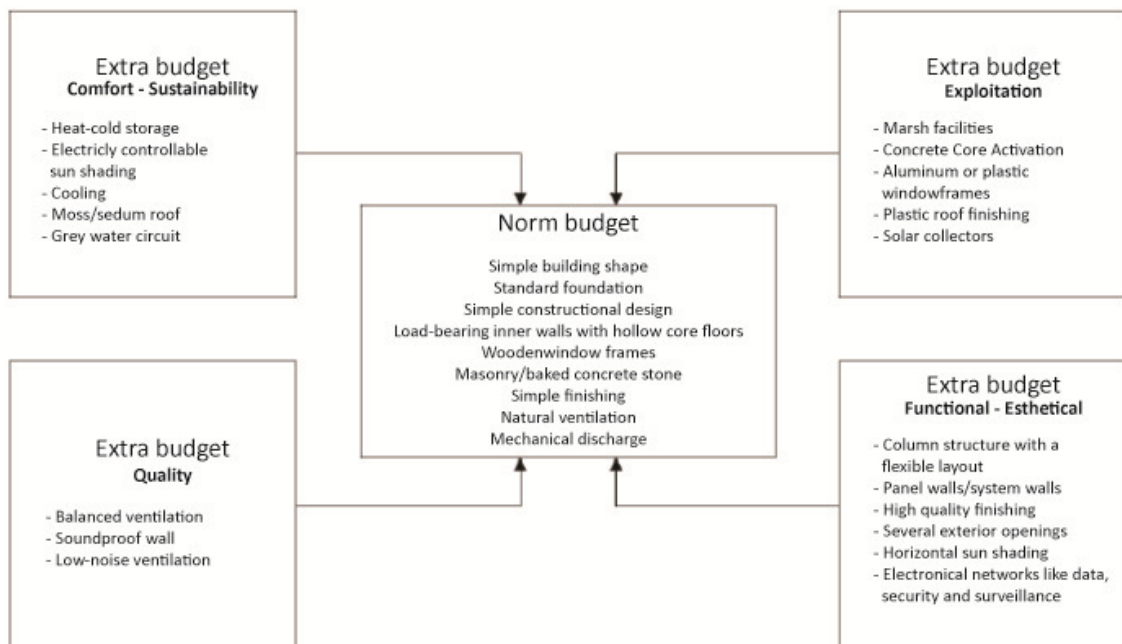 Extra budget
Comfort - Sustainability
- Heat-cold storage
- Electricly controllable
sun shading
- Cooling
- Moss/sedum roof
- Grey water circuit
Extra budget
Exploitation
- Marsh facilities
- Concrete Core Activation
- Aluminum or plastic
windowframes
- Plastic roof finishing
- Solar collectors
Norm budget
Simple building shape
Standard foundation
Simple constructional design
Load-bearing inner walls with hollow core floors
Woodenwindow frames
Masonry/baked concrete stone
Simple finishing
Natural ventilation
Mechanical discharge
Extra budget
Quality
- Balanced ventilation
- Soundproof wall
- Low-noise ventilation
Extra budget
Functional - Esthetical
- Column structure with a
flexible layout
- Panel walls/system walls
- High quality finishing
- Several exterior openings
- Horizontal sun shading
- Electronical networks like data,
security and surveillance